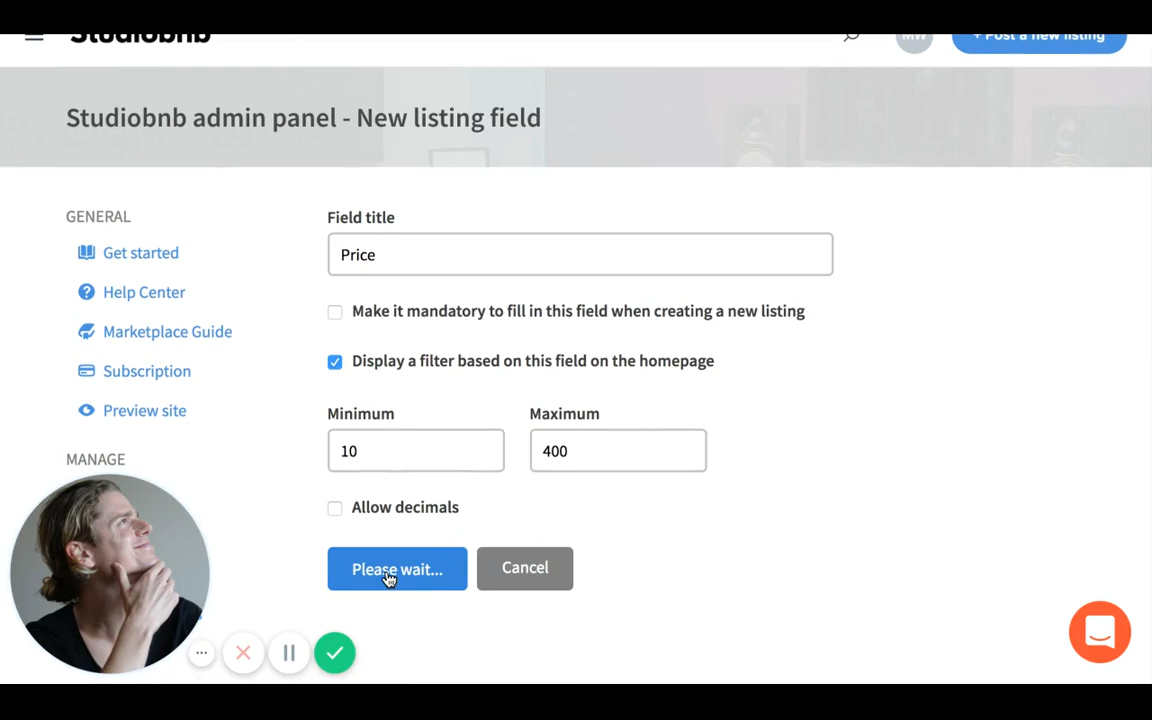 Studiobnb
MW
+ Post a new listing
Studiobnb admin panel - New listing field
GENERAL
Get started
Help Center
Marketplace Guide
Subscription
Preview site
MANAGE
Field title
Price
Make it mandatory to fill in this field when creating a new listing
Display a filter based on this field on the homepage
Minimum
Maximum
10
400
Allow decimals
Please wait...
Cancel